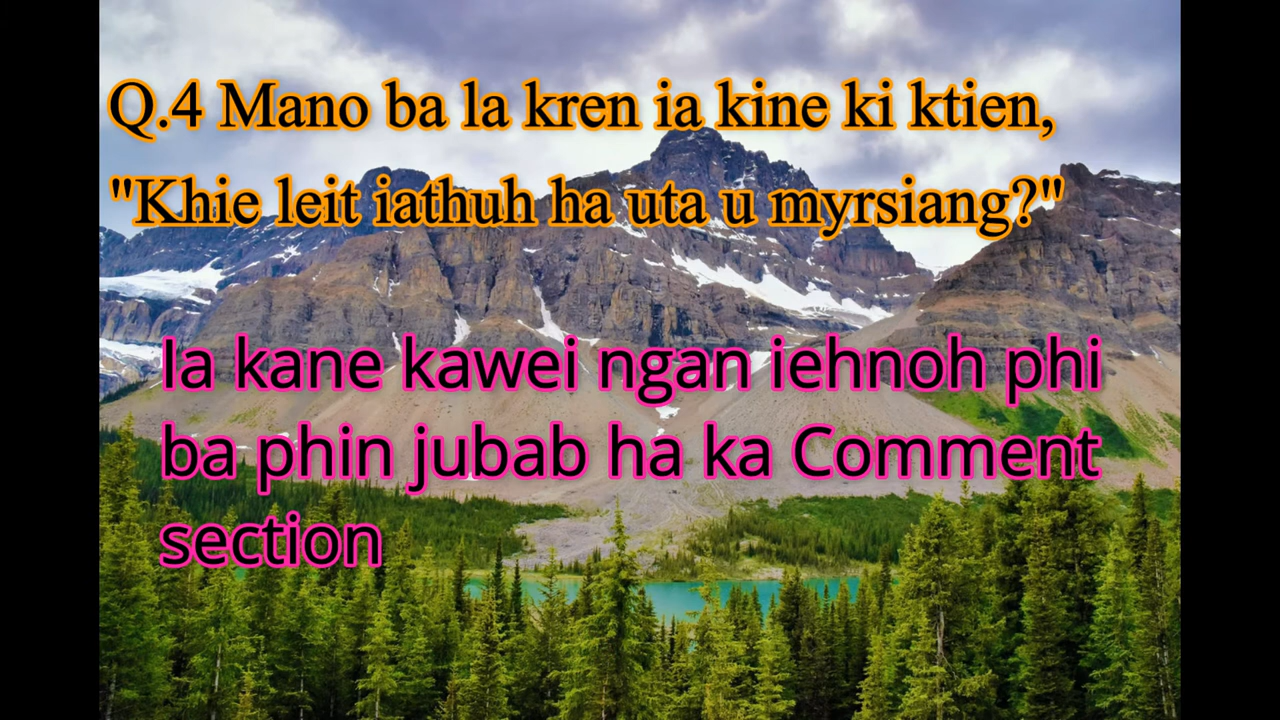 Q.4 Mano ba la kren ia kine ki ktien,
"Khie leit iathuh ha uta u myrsiang?"
Ia kane kawei ngan iehnoh phi
ba phin jubab ha ka Comment
section